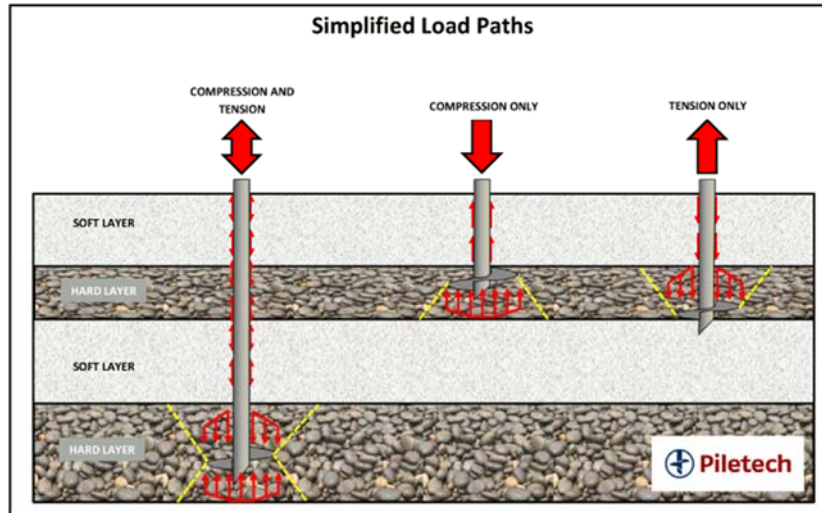 Simplified Load Paths
COMPRESSION AND
TENSION
COMPRESSION ONLY
TENSION ONLY
SOFT LAYER
HARD LAYER
SOFT LAYER
HARD LAYER
Piletech